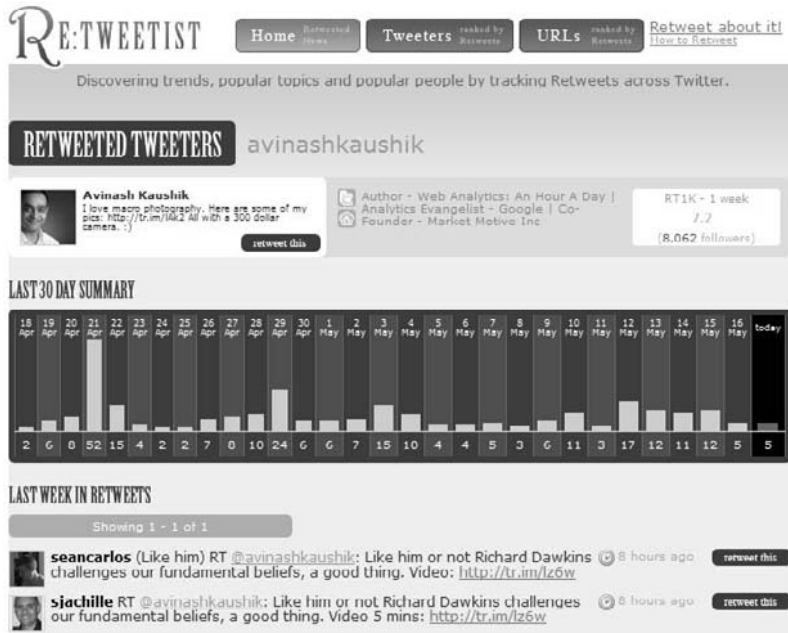 RE:TWEETIST
Home Retweeted News
Tweeters ranked by Retweets
URLs ranked by Retweets
Retweet about it!
How to Retweet
Discovering trends, popular topics and popular people by tracking Retweets across Twitter.
RETWEETED TWEETERS avinashkaushik
Avinash Kaushik
I love macro photography. Here are some of my
pics: http://tr.im/l4k2 All with a 300 dollar
camera. :)
retweet this
Author - Web Analytics: An Hour A Day |
Analytics Evangelist - Google | Co-
Founder - Market Motive Inc
RT1K - 1 week
7.2
(8,062 followers)
LAST 30 DAY SUMMARY
18 Apr 19 Apr 20 Apr 21 Apr 22 Apr 23 Apr 24 Apr 25 Apr 26 Apr 27 Apr 28 Apr 29 Apr 30 Apr 1 May 2 May 3 May 4 May 5 May 6 May 7 May 8 May 9 May 10 May 11 May 12 May 13 May 14 May 15 May 16 May today
2 6 8 52 15 4 2 2 7 8 10 24 6 6 7 15 10 4 4 5 3 6 11 3 17 12 11 12 5 5
LAST WEEK IN RETWEETS
Showing 1 - 1 of 1
seancarlos (Like him) RT @avinashkaushik: Like him or not Richard Dawkins 8 hours ago retweet this
challenges our fundamental beliefs, a good thing. Video: http://tr.im/lz6w
sjachille RT @avinashkaushik: Like him or not Richard Dawkins challenges 8 hours ago retweet this
our fundamental beliefs, a good thing. Video 5 mins: http://tr.im/lz6w